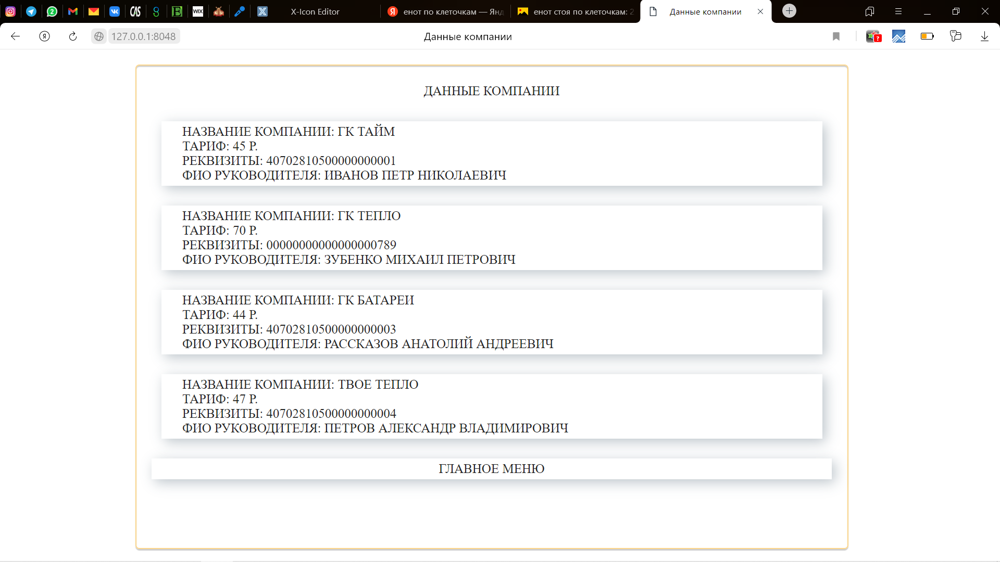 X-Icon Editor
енот по клеточкам — Янд
енот стоя по клеточкам: 2
Данные компании
127.0.0.1:8048
Данные компании
ДАННЫЕ КОМПАНИИ
НАЗВАНИЕ КОМПАНИИ: ГК ТАЙМ
ТАРИФ: 45 Р.
РЕКВИЗИТЫ: 40702810500000000001
ФИО РУКОВОДИТЕЛЯ: ИВАНОВ ПЕТР НИКОЛАЕВИЧ
НАЗВАНИЕ КОМПАНИИ: ГК ТЕПЛО
ТАРИФ: 70 Р.
РЕКВИЗИТЫ: 00000000000000000789
ФИО РУКОВОДИТЕЛЯ: ЗУБЕНКО МИХАИЛ ПЕТРОВИЧ
НАЗВАНИЕ КОМПАНИИ: ГК БАТАРЕИ
ТАРИФ: 44 Р.
РЕКВИЗИТЫ: 40702810500000000003
ФИО РУКОВОДИТЕЛЯ: РАССКАЗОВ АНАТОЛИЙ АНДРЕЕВИЧ
НАЗВАНИЕ КОМПАНИИ: ТВОЕ ТЕПЛО
ТАРИФ: 47 Р.
РЕКВИЗИТЫ: 40702810500000000004
ФИО РУКОВОДИТЕЛЯ: ПЕТРОВ АЛЕКСАНДР ВЛАДИМИРОВИЧ
ГЛАВНОЕ МЕНЮ